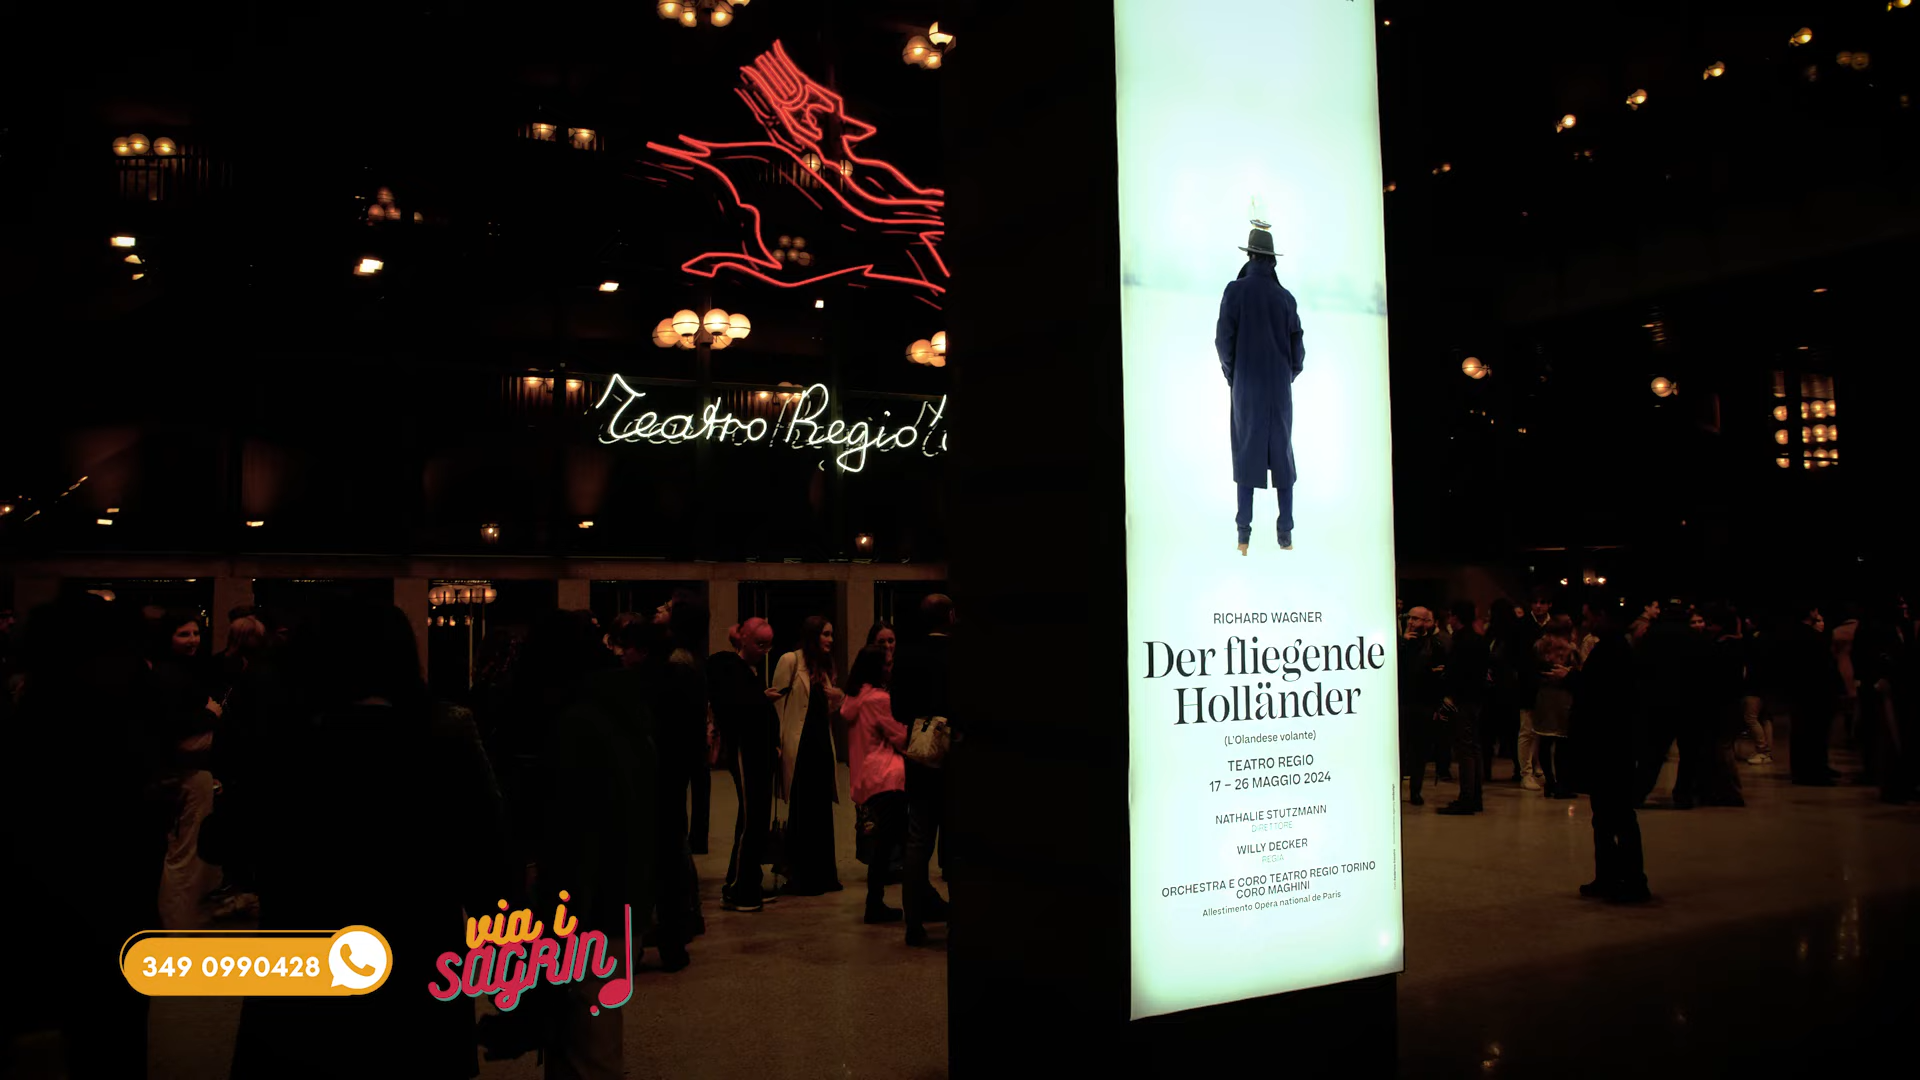 Teatro Regio
RICHARD WAGNER
Der fliegende
Holländer
(L'Olandese volante)
TEATRO REGIO
17 – 26 MAGGIO 2024
NATHALIE STUTZMANN
DIRETTORE
WILLY DECKER
REGIA
ORCHESTRA E CORO TEATRO REGIO TORINO
CORO MAGHINI
Allestimento Opéra national de Paris
349 0990428
via i
SAGRIN